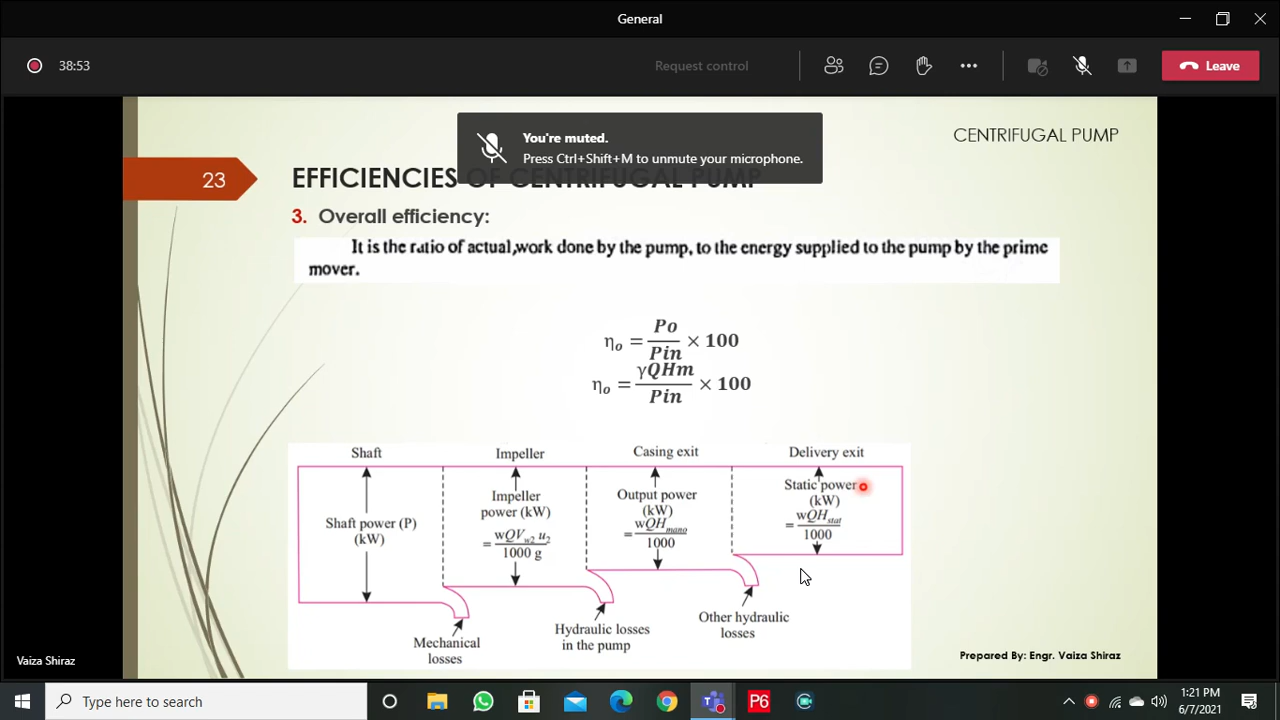 General
38:53
Request control
Leave
You're muted.
Press Ctrl+Shift+M to unmute your microphone.
CENTRIFUGAL PUMP
23
EFFICIENCIES OF CENTRIFUGAL PUMP
3. Overall efficiency:
It is the ratio of actual work done by the pump, to the energy supplied to the pump by the prime
mover.
ηo = Po/Pin × 100
ηo = γQHm/Pin × 100
Shaft Impeller Casing exit Delivery exit
Shaft power (P)
(kW)
Impeller
power (kW)
= wQVw2 u2 / 1000 g
Output power
(kW)
= wQHmano / 1000
Static power
(kW)
= wQHstat / 1000
Mechanical
losses
Hydraulic losses
in the pump
Other hydraulic
losses
Vaiza Shiraz
Prepared By: Engr. Vaiza Shiraz
Type here to search
P6
1:21 PM
6/7/2021